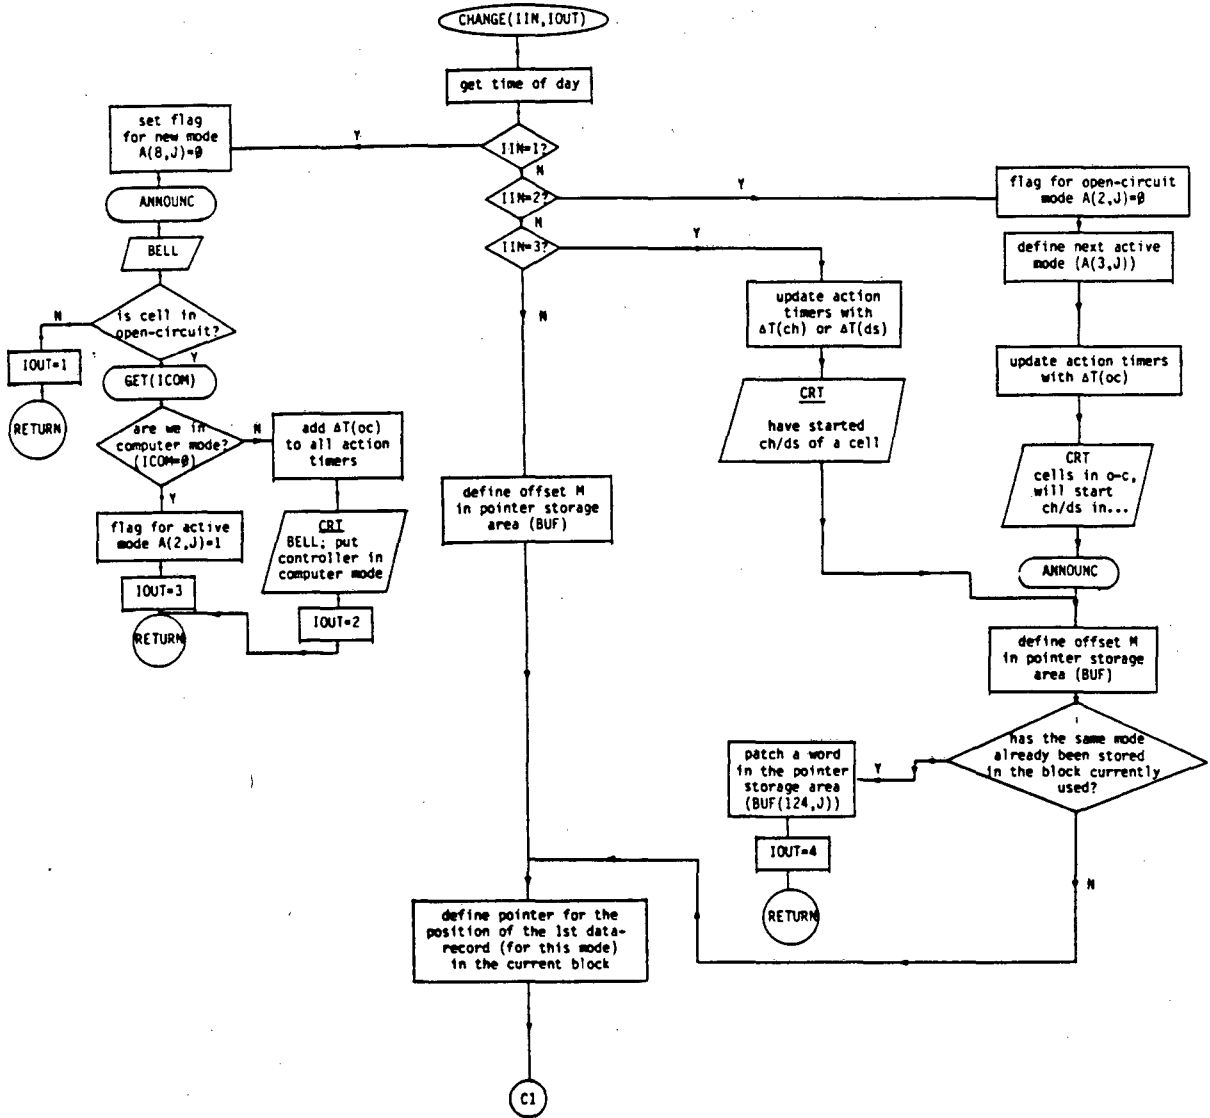 CHANGE(IIN,IOUT)
get time of day
IIN=1?
Y
N
set flag
for new mode
A(8,J)=0
ANNOUNC
BELL
is cell in
open-circuit?
N
Y
IOUT=1
RETURN
GET(ICOM)
are we in
computer mode?
(ICOM=0)
N
Y
add ΔT(oc)
to all action
timers
flag for active
mode A(2,J)=1
CRT
BELL; put
controller in
computer mode
IOUT=3
IOUT=2
RETURN
IIN=2?
Y
N
flag for open-circuit
mode A(2,J)=0
define next active
mode (A(3,J))
update action timers
with ΔT(oc)
CRT
cells in o-c,
will start
ch/ds in...
ANNOUNC
IIN=3?
Y
N
update action
timers with
ΔT(ch) or ΔT(ds)
CRT
have started
ch/ds of a cell
define offset M
in pointer storage
area (BUF)
define offset M
in pointer storage
area (BUF)
has the same mode
already been stored
in the block currently
used?
Y
N
patch a word
in the pointer
storage area
(BUF(124,J))
IOUT=4
RETURN
define pointer for the
position of the 1st data-
record (for this mode)
in the current block
C1